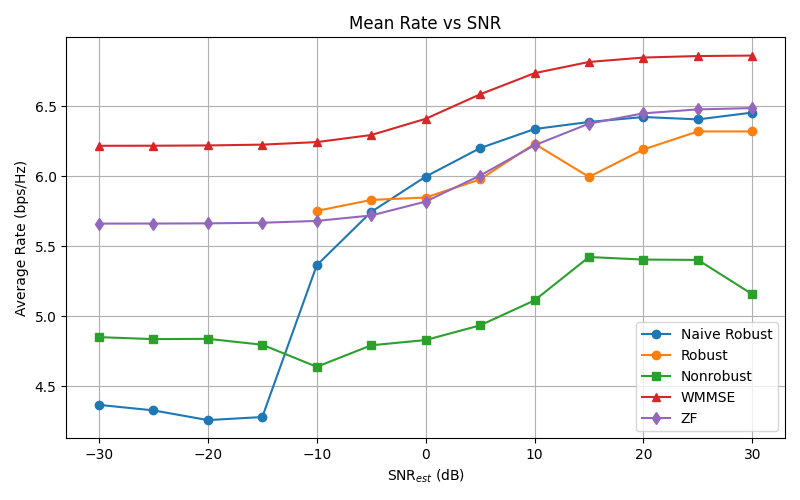 Mean Rate vs SNR
Average Rate (bps/Hz)
6.5
6.0
5.5
5.0
4.5
−30
−20
−10
0
10
20
30
SNR_est (dB)
Naive Robust
Robust
Nonrobust
WMMSE
ZF